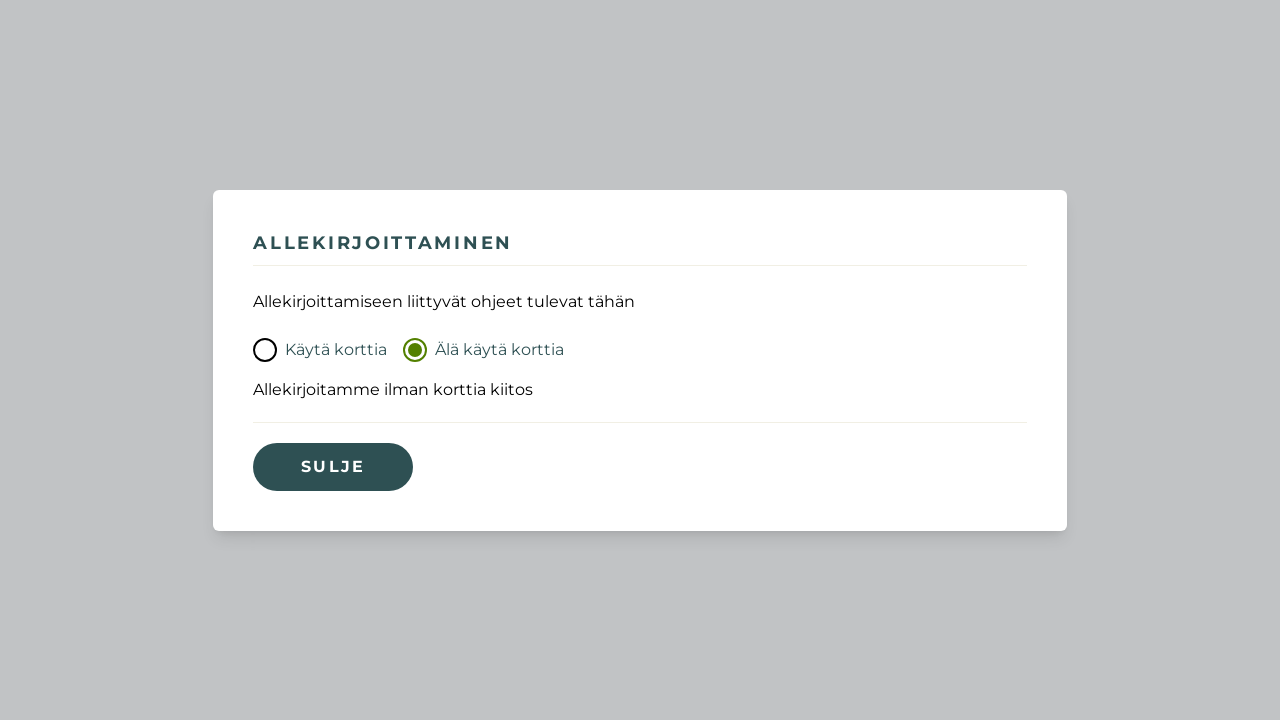 ALLEKIRJOITTAMINEN
Allekirjoittamiseen liittyvät ohjeet tulevat tähän
Käytä korttia Älä käytä korttia
Allekirjoitamme ilman korttia kiitos
SULJE